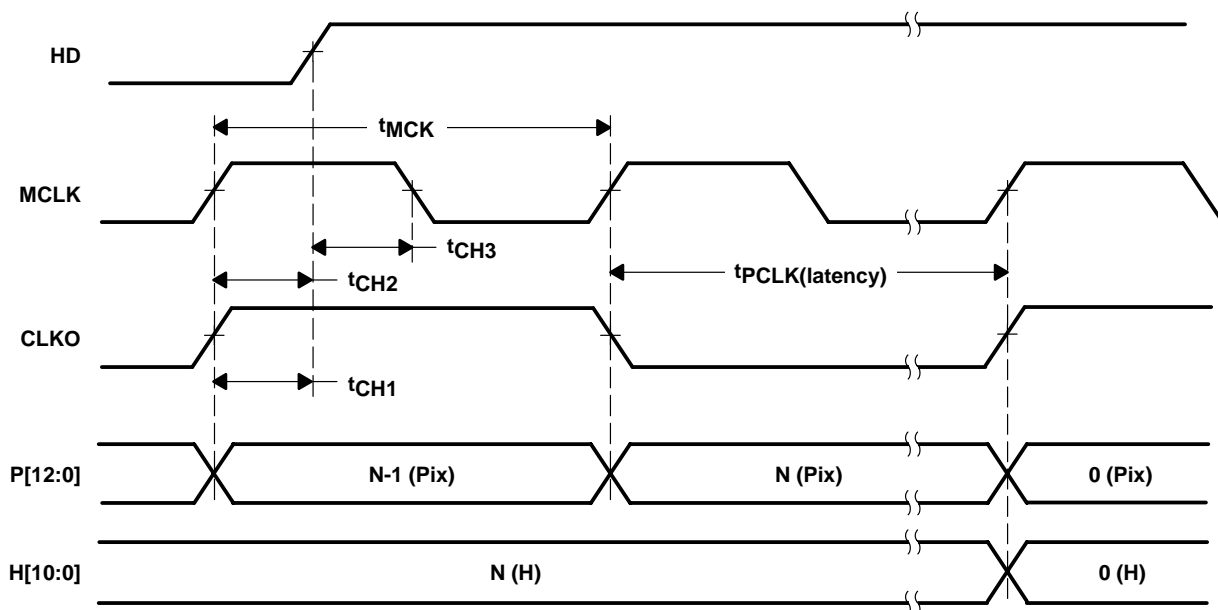 HD
tMCK
MCLK
tCH3
tPCLK(latency)
tCH2
CLKO
tCH1
P[12:0]
N-1 (Pix)
N (Pix)
0 (Pix)
H[10:0]
N (H)
0 (H)